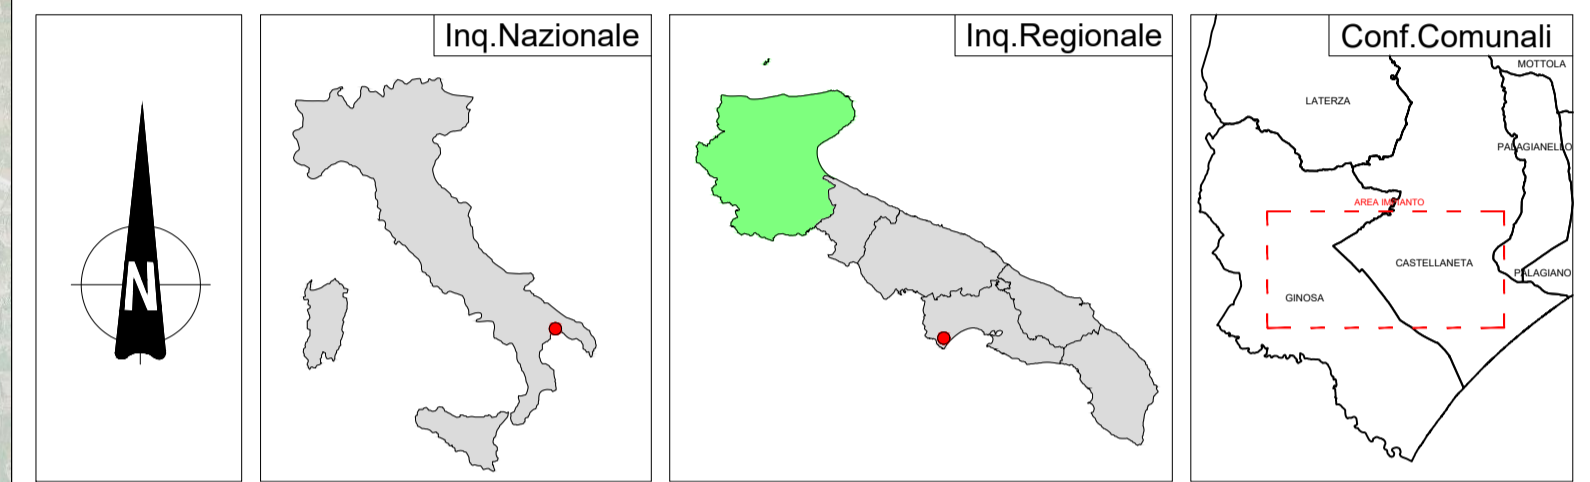 N
Inq.Nazionale
Inq.Regionale
Conf.Comunali
MOTTOLA
LATERZA
PALAGIANELLO
AREA IMPIANTO
CASTELLANETA
PALAGIANO
GINOSA